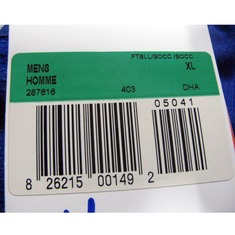 FTBLL/SOCC /SOCC
MENS XL
HOMME
287616 403 DHA
05041
8 26215 00149 2